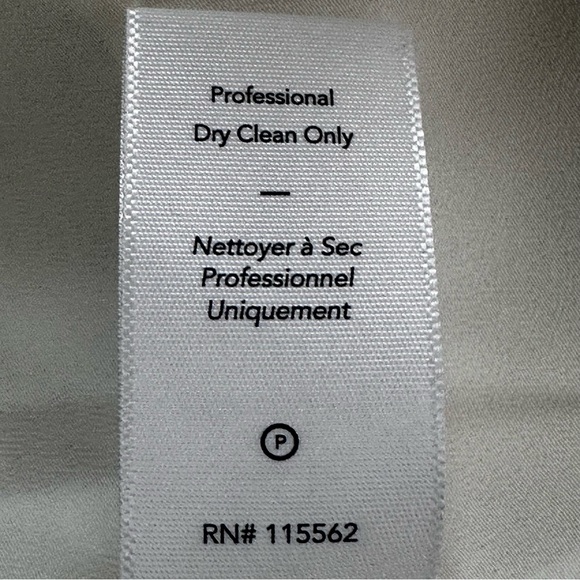 Professional
Dry Clean Only
—
Nettoyer à Sec
Professionnel
Uniquement
P
RN# 115562